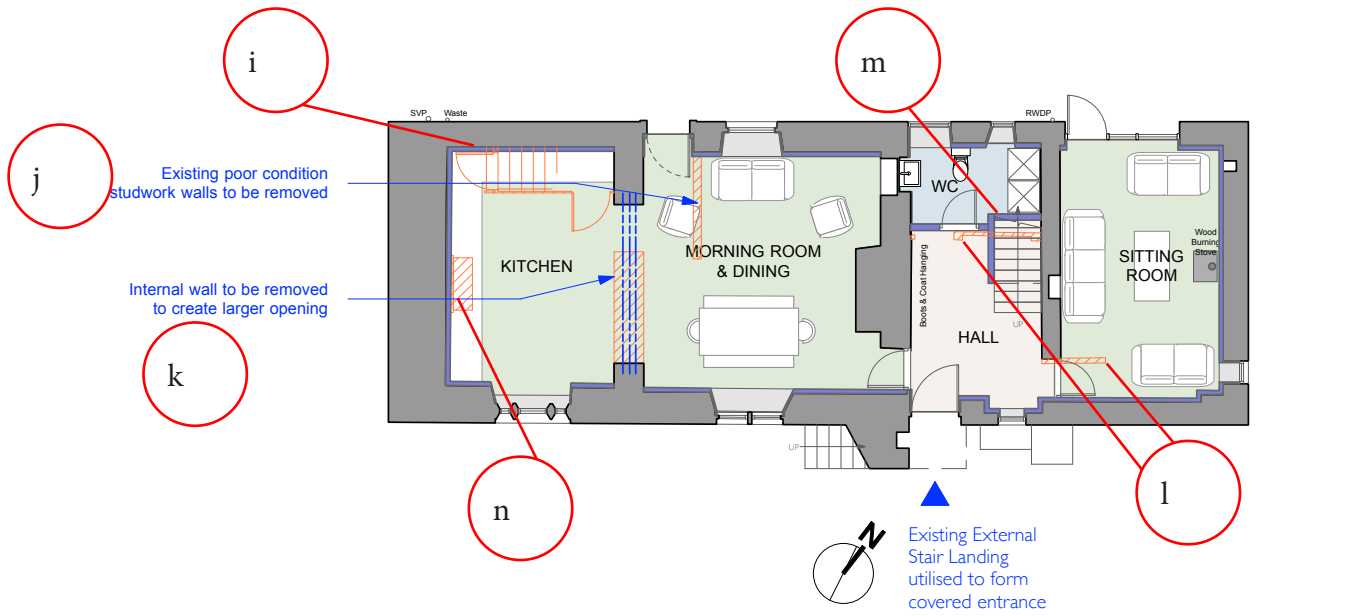 i
m
SVP
Waste
RWDP
j
Existing poor condition
studwork walls to be removed
WC
Wood
Burning
Stove
KITCHEN
MORNING ROOM
& DINING
SITTING
ROOM
Boots & Coat Hanging
Internal wall to be removed
to create larger opening
UP
HALL
k
UP
n
l
N
Existing External
Stair Landing
utilised to form
covered entrance